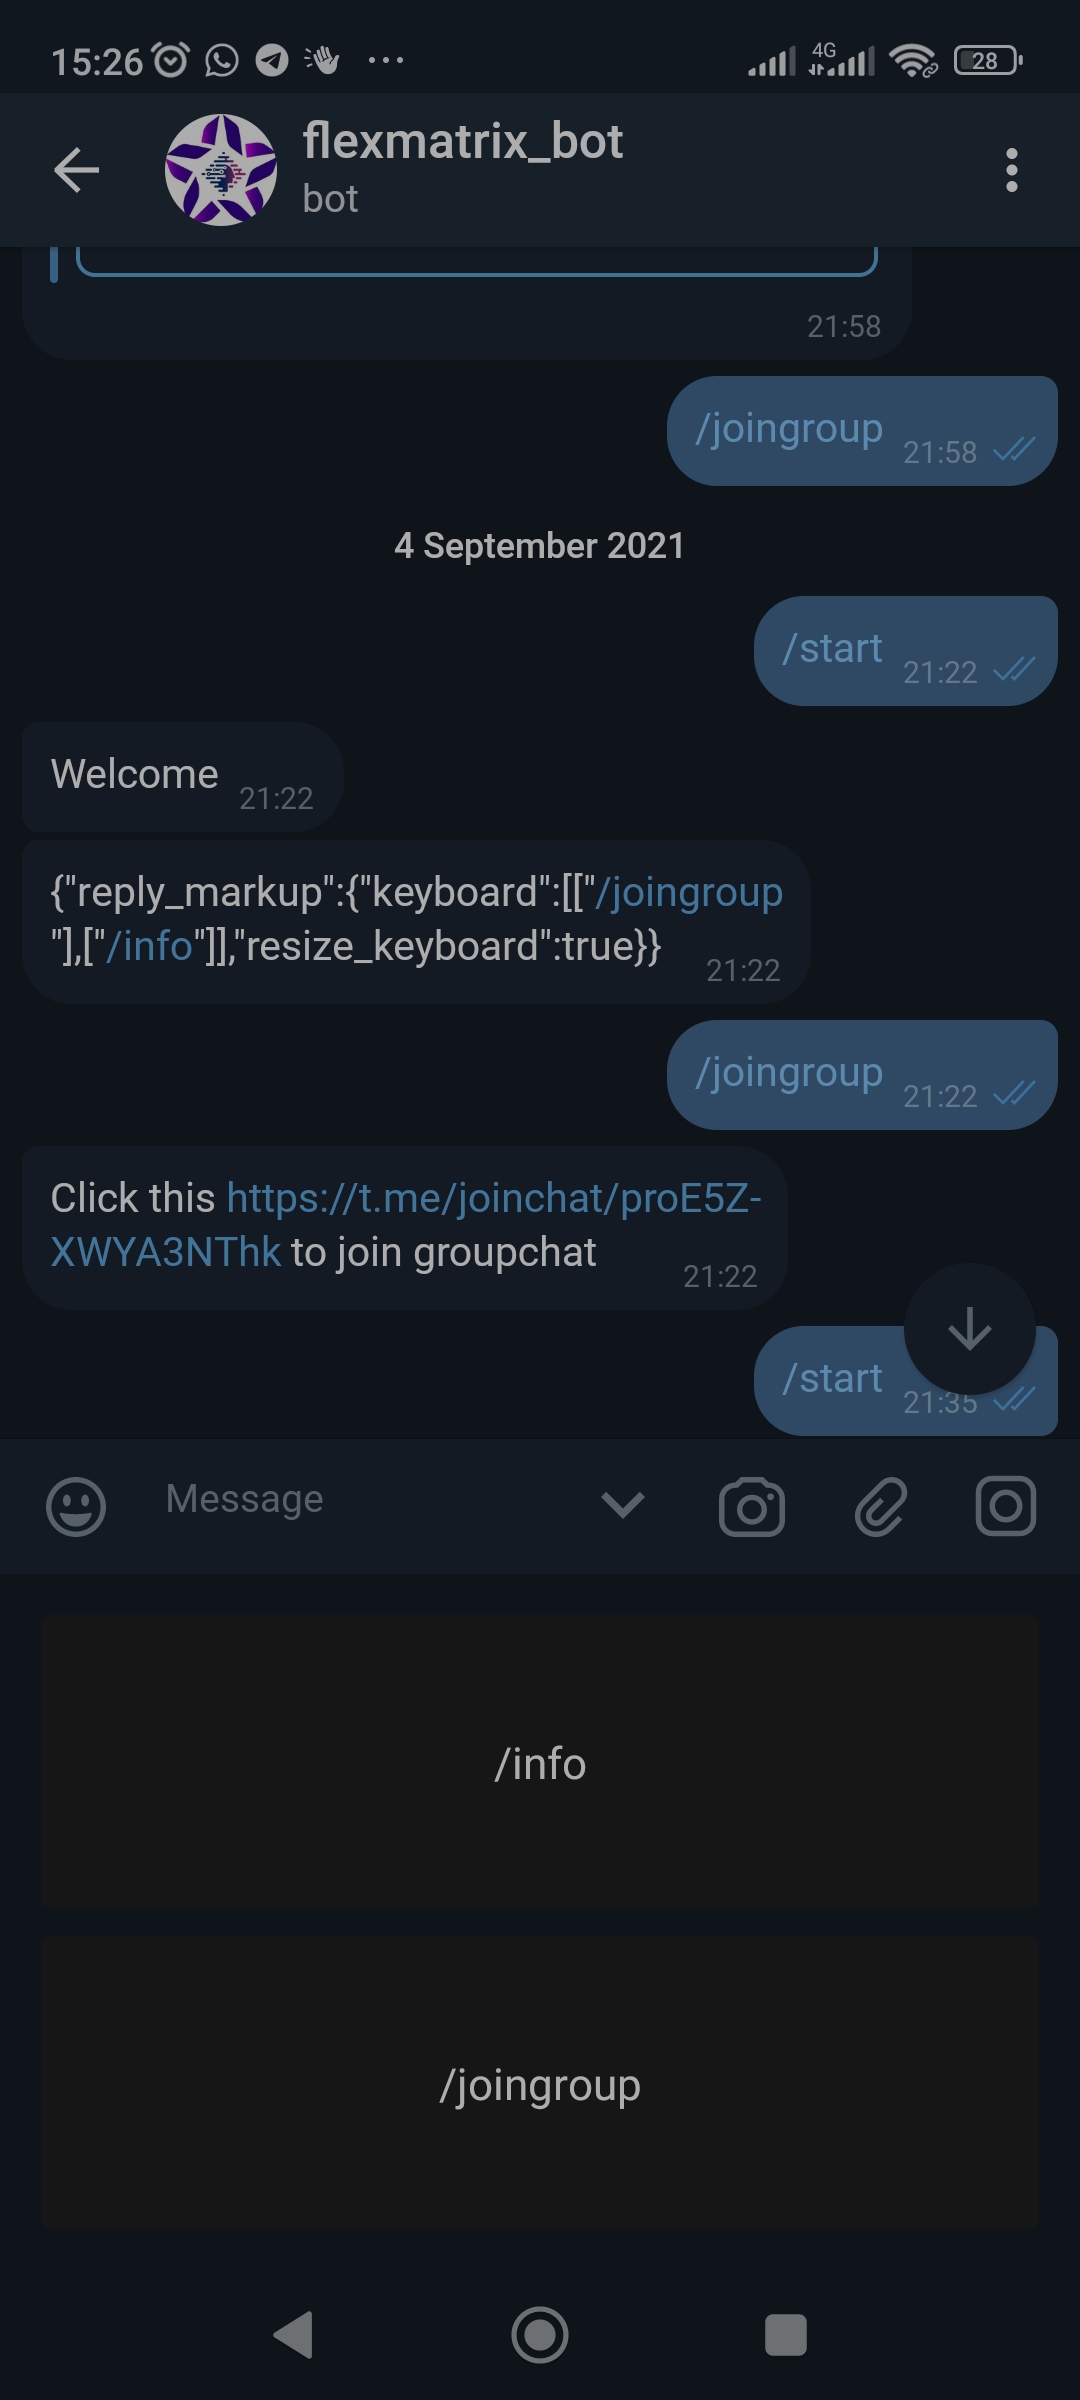 15:26
4G
28
flexmatrix_bot
bot
21:58
/joingroup 21:58
4 September 2021
/start 21:22
Welcome 21:22
{"reply_markup":{"keyboard":[["/joingroup
"],["/info"]],"resize_keyboard":true}} 21:22
/joingroup 21:22
Click this https://t.me/joinchat/proE5Z-
XWYA3NThk to join groupchat 21:22
/start 21:35
Message
/info
/joingroup